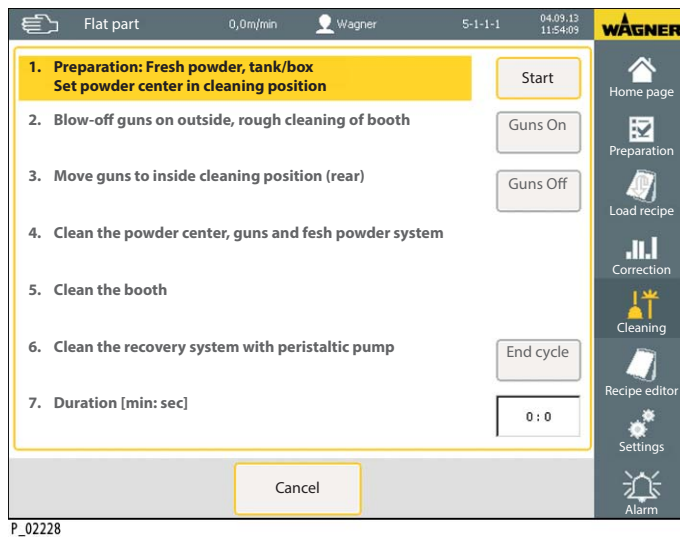 Flat part 0,0m/min Wagner 5-1-1-1 04.09.13
11:54:09
WAGNER
1. Preparation: Fresh powder, tank/box
Set powder center in cleaning position
Start
2. Blow-off guns on outside, rough cleaning of booth
Guns On
3. Move guns to inside cleaning position (rear)
Guns Off
4. Clean the powder center, guns and fesh powder system
5. Clean the booth
6. Clean the recovery system with peristaltic pump
End cycle
7. Duration [min: sec]
0 : 0
Cancel
Home page
Preparation
Load recipe
Correction
Cleaning
Recipe editor
Settings
Alarm
P_02228